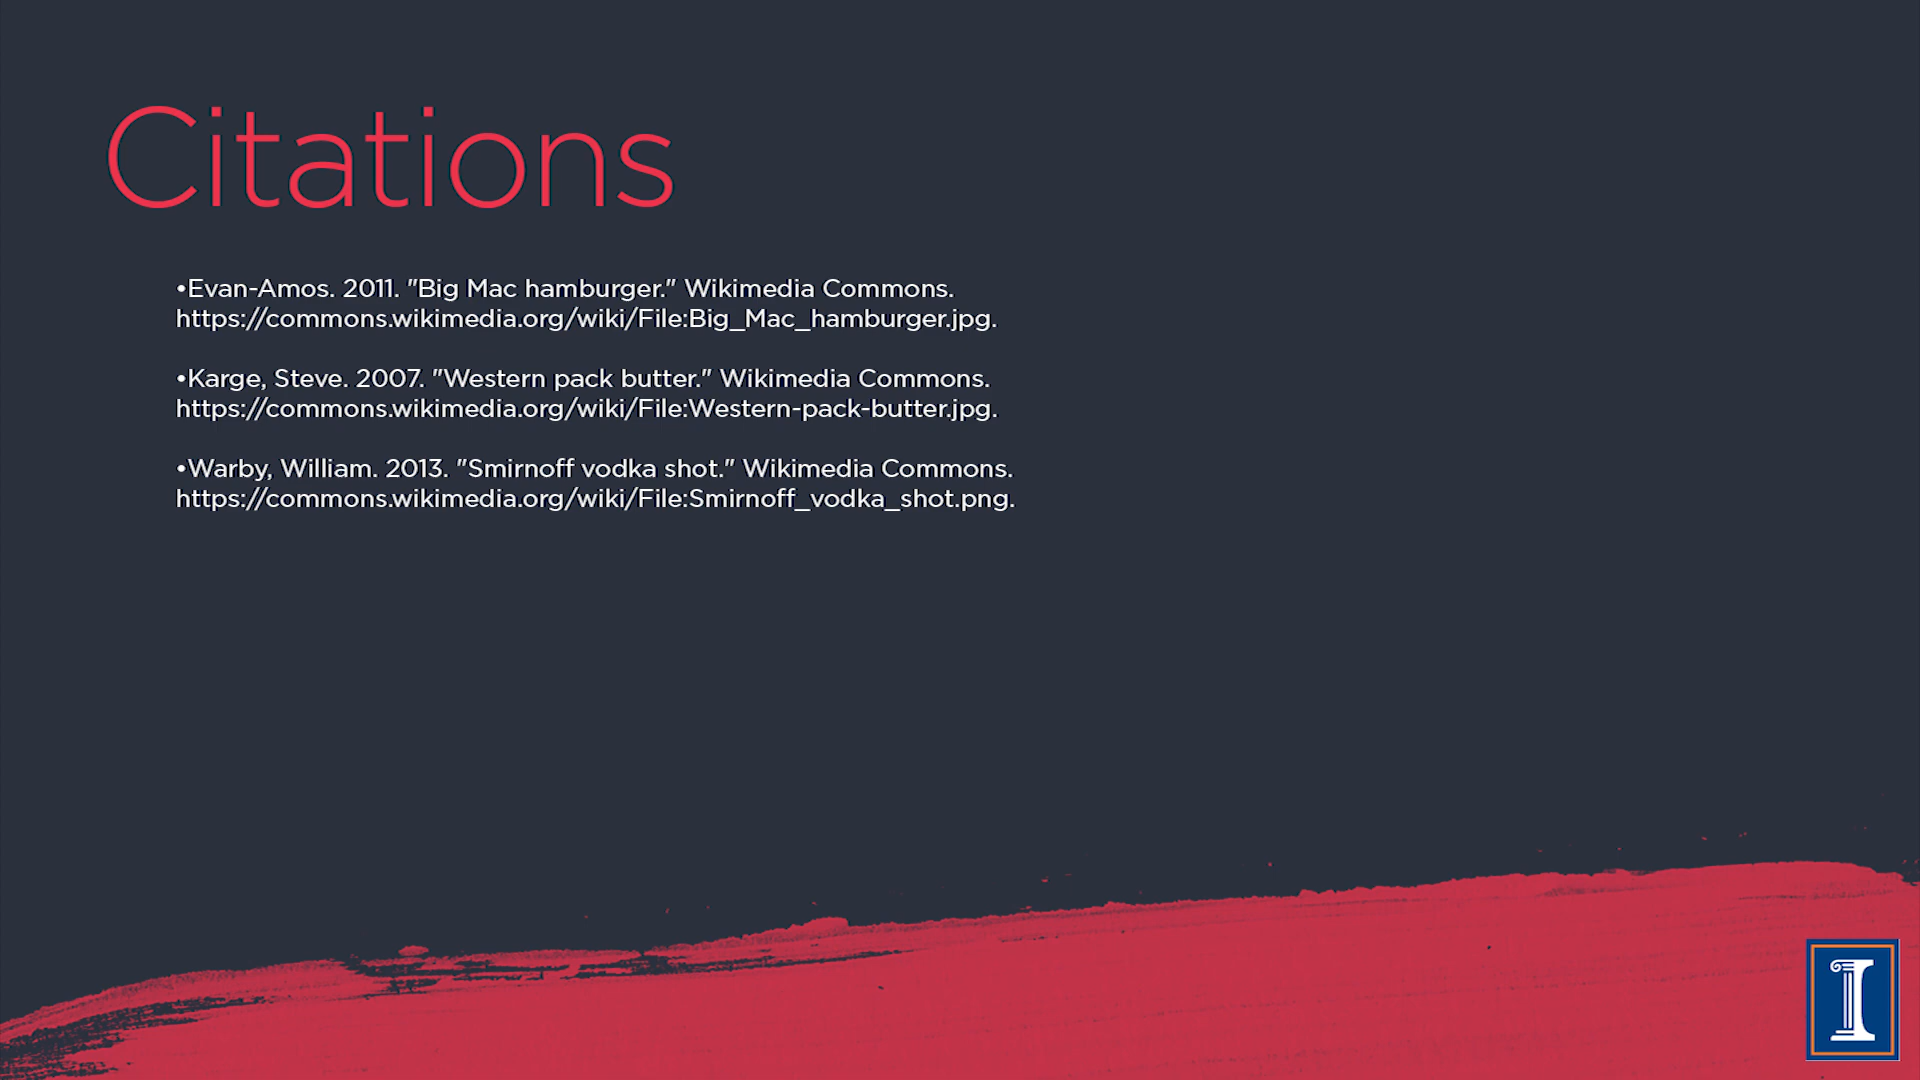 Citations
•Evan-Amos. 2011. "Big Mac hamburger." Wikimedia Commons.
https://commons.wikimedia.org/wiki/File:Big_Mac_hamburger.jpg.
•Karge, Steve. 2007. "Western pack butter." Wikimedia Commons.
https://commons.wikimedia.org/wiki/File:Western-pack-butter.jpg.
•Warby, William. 2013. "Smirnoff vodka shot." Wikimedia Commons.
https://commons.wikimedia.org/wiki/File:Smirnoff_vodka_shot.png.
I